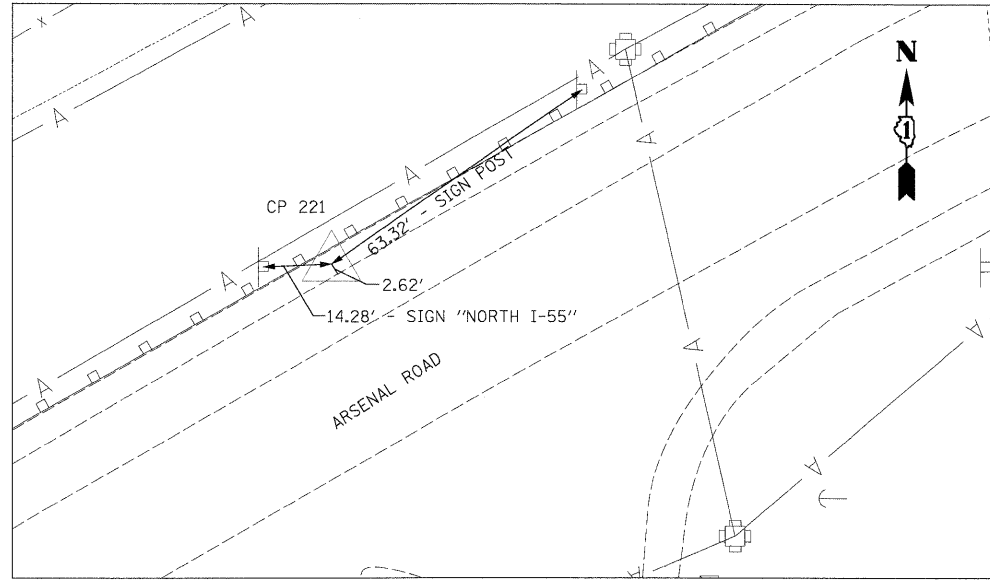 x
A
A
A
N
A
1
A
A
63.32' - SIGN POST
CP 221
A
A
2.62'
14.28' - SIGN "NORTH I-55"
A
A
A
ARSENAL ROAD
A
A